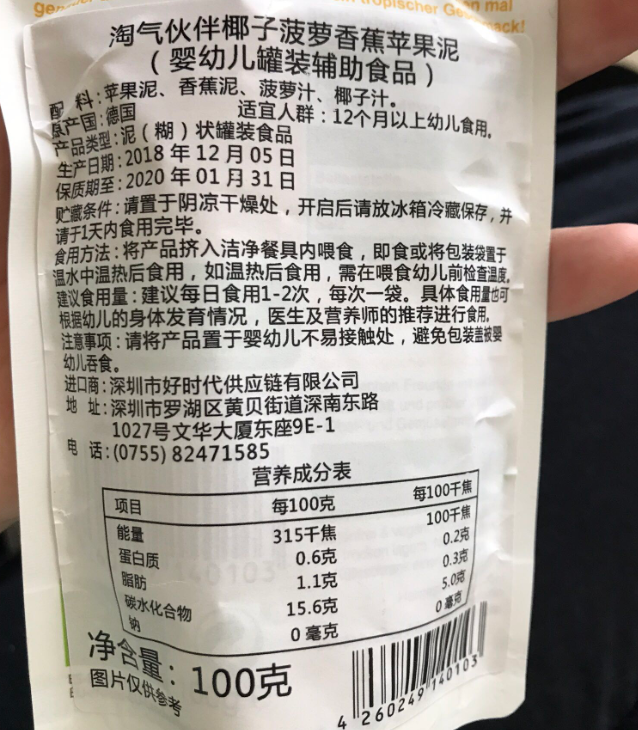 tropischer
mal
淘气伙伴椰子菠萝香蕉苹果泥
（婴幼儿罐装辅助食品）
配 料:苹果泥、香蕉泥、菠萝汁、椰子汁。
原产国:德国 适宜人群：12个月以上幼儿食用。
产品类型:泥（糊）状罐装食品
生产日期:2018 年 12 月 05 日
保质期至:2020 年 01 月 31 日
贮藏条件:请置于阴凉干燥处，开启后请放冰箱冷藏保存，并
请于1天内食用完毕。
食用方法:将产品挤入洁净餐具内喂食，即食或将包装袋置于
温水中温热后食用，如温热后食用，需在喂食幼儿前检查温度。
建议食用量:建议每日食用1-2次，每次一袋。具体食用量也可
根据幼儿的身体发育情况，医生及营养师的推荐进行食用。
注意事项:请将产品置于婴幼儿不易接触处，避免包装盖被婴
幼儿吞食。
进口商:深圳市好时代供应链有限公司
地 址:深圳市罗湖区黄贝街道深南东路
1027号文华大厦东座9E-1
电 话:(0755) 82471585
营养成分表
项目 每100克 每100千焦
能量 315千焦 100千焦
蛋白质 0.6克 0.2克
脂肪 1.1克 0.3克
碳水化合物 15.6克 5.0克
钠 0 毫克 0 毫克
净含量：100克
图片仅供参考
4 260249 140103